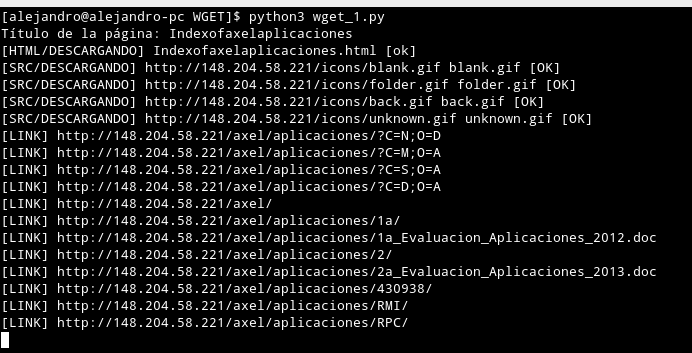 [alejandro@alejandro-pc WGET]$ python3 wget_1.py
Título de la página: Indexofaxelaplicaciones
[HTML/DESCARGANDO] Indexofaxelaplicaciones.html [ok]
[SRC/DESCARGANDO] http://148.204.58.221/icons/blank.gif blank.gif [OK]
[SRC/DESCARGANDO] http://148.204.58.221/icons/folder.gif folder.gif [OK]
[SRC/DESCARGANDO] http://148.204.58.221/icons/back.gif back.gif [OK]
[SRC/DESCARGANDO] http://148.204.58.221/icons/unknown.gif unknown.gif [OK]
[LINK] http://148.204.58.221/axel/aplicaciones/?C=N;O=D
[LINK] http://148.204.58.221/axel/aplicaciones/?C=M;O=A
[LINK] http://148.204.58.221/axel/aplicaciones/?C=S;O=A
[LINK] http://148.204.58.221/axel/aplicaciones/?C=D;O=A
[LINK] http://148.204.58.221/axel/
[LINK] http://148.204.58.221/axel/aplicaciones/1a/
[LINK] http://148.204.58.221/axel/aplicaciones/1a_Evaluacion_Aplicaciones_2012.doc
[LINK] http://148.204.58.221/axel/aplicaciones/2/
[LINK] http://148.204.58.221/axel/aplicaciones/2a_Evaluacion_Aplicaciones_2013.doc
[LINK] http://148.204.58.221/axel/aplicaciones/430938/
[LINK] http://148.204.58.221/axel/aplicaciones/RMI/
[LINK] http://148.204.58.221/axel/aplicaciones/RPC/